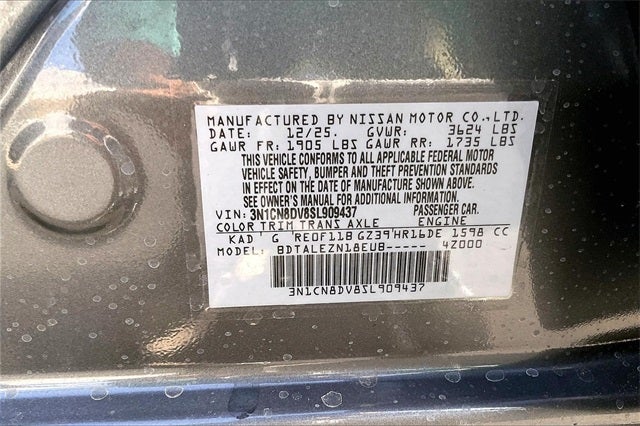 MANUFACTURED BY NISSAN MOTOR CO.,LTD.
DATE: 12/25. GVWR: 3624 LBS
GAWR FR: 1905 LBS GAWR RR: 1735 LBS
THIS VEHICLE CONFORMS TO ALL APPLICABLE FEDERAL MOTOR
VEHICLE SAFETY, BUMPER AND THEFT PREVENTION STANDARDS
IN EFFECT ON THE DATE OF MANUFACTURE SHOWN ABOVE.
SEE OWNER'S MANUAL FOR ADDITIONAL INFORMATION.
VIN: 3N1CN8DV8SL909437 PASSENGER CAR.
COLOR TRIM TRANS AXLE ENGINE
KAD G RE0F11B GZ39 HR16DE 1598 CC
MODEL: BDTALEZN18EUB----- 4Z000
3N1CN8DV8SL909437